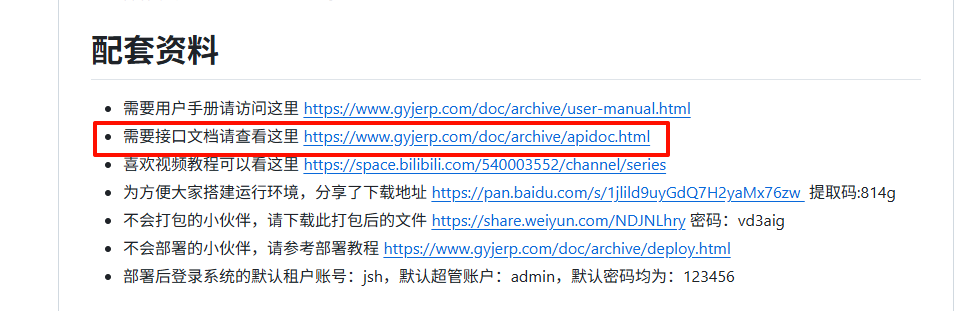 配套资料
需要用户手册请访问这里 https://www.gyjerp.com/doc/archive/user-manual.html
需要接口文档请查看这里 https://www.gyjerp.com/doc/archive/apidoc.html
喜欢视频教程可以看这里 https://space.bilibili.com/540003552/channel/series
为方便大家搭建运行环境，分享了下载地址 https://pan.baidu.com/s/1jlild9uyGdQ7H2yaMx76zw 提取码:814g
不会打包的小伙伴，请下载此打包后的文件 https://share.weiyun.com/NDJNLhry 密码：vd3aig
不会部署的小伙伴，请参考部署教程 https://www.gyjerp.com/doc/archive/deploy.html
部署后登录系统的默认租户账号：jsh，默认超管账户：admin，默认密码均为：123456